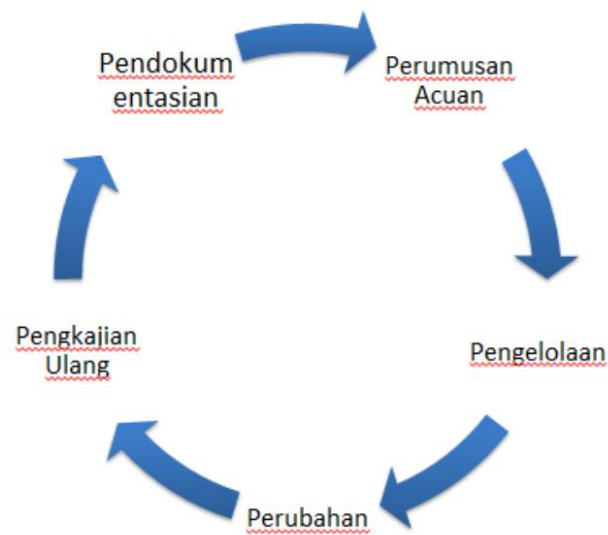 Pendokum
entasian
Perumusan
Acuan
Pengelolaan
Perubahan
Pengkajian
Ulang